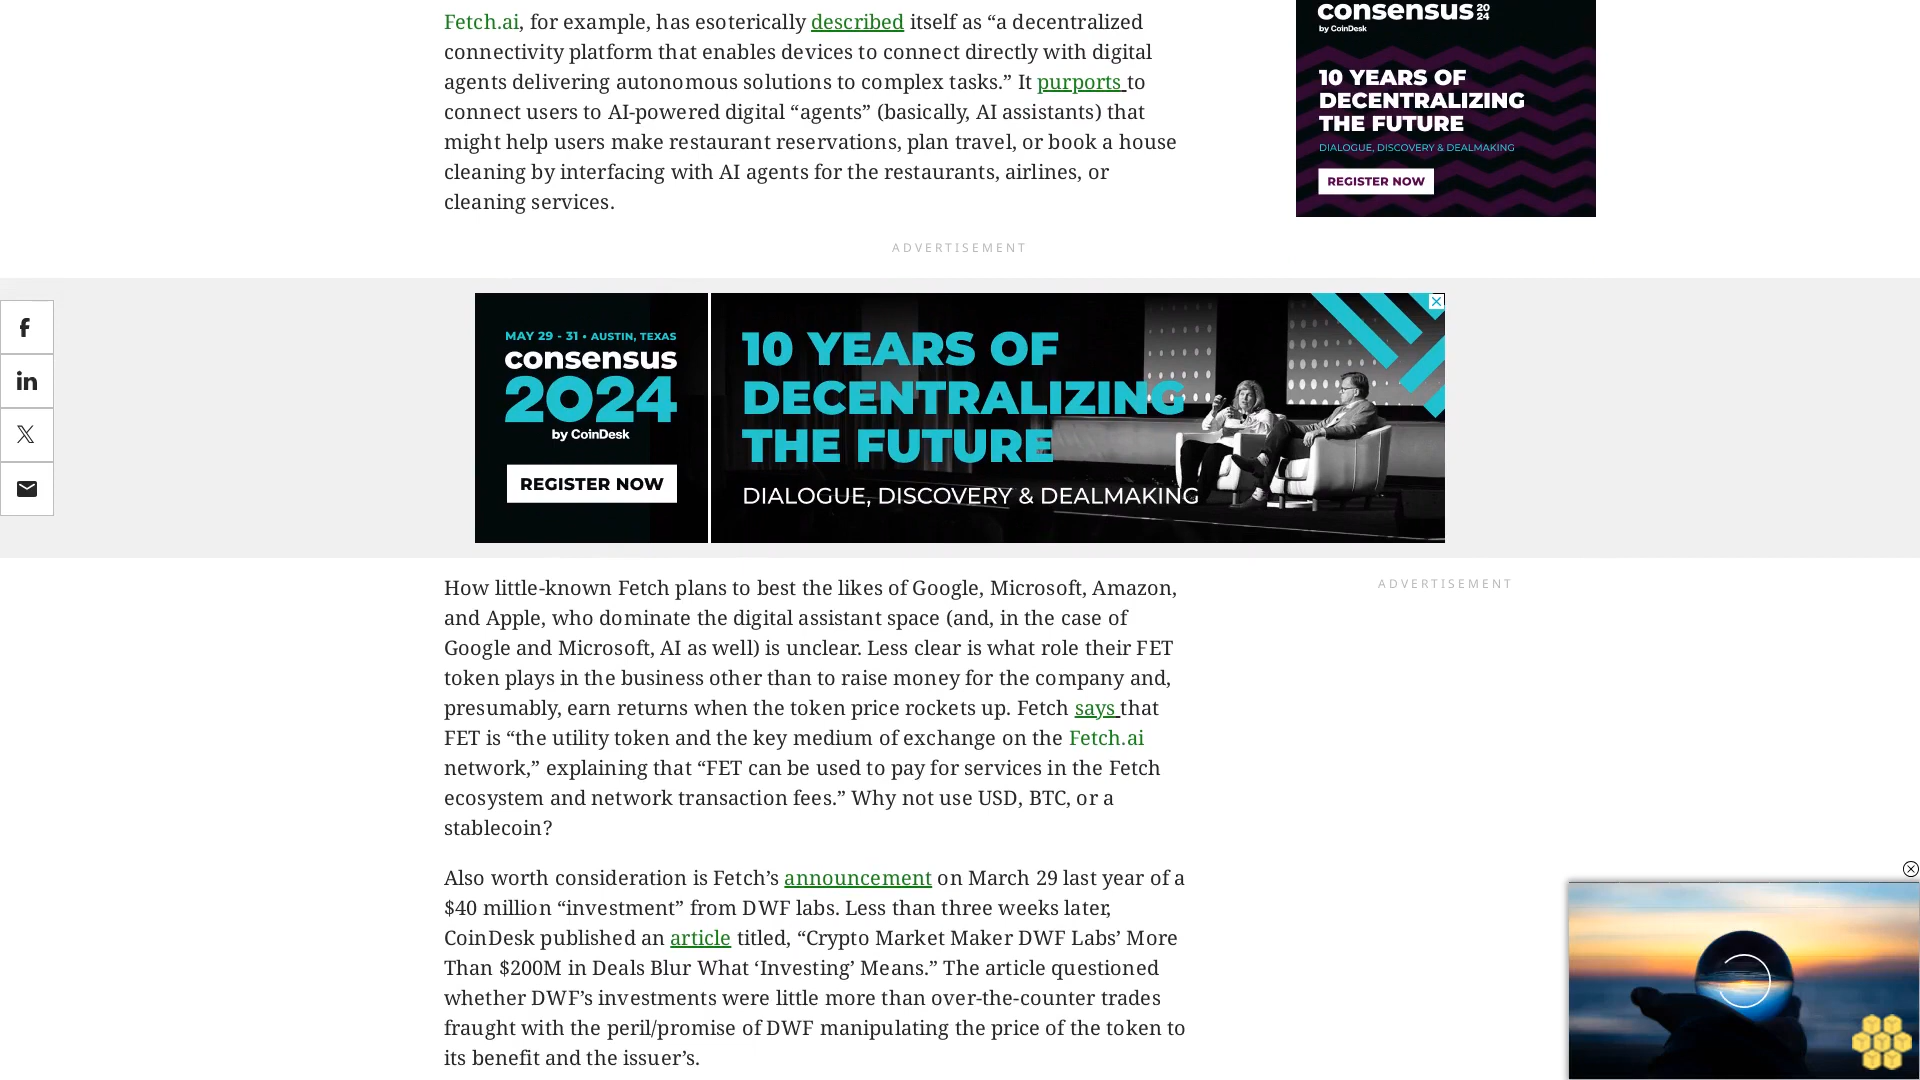 Fetch.ai, for example, has esoterically described itself as “a decentralized
connectivity platform that enables devices to connect directly with digital
agents delivering autonomous solutions to complex tasks.” It purports to
connect users to AI-powered digital “agents” (basically, AI assistants) that
might help users make restaurant reservations, plan travel, or book a house
cleaning by interfacing with AI agents for the restaurants, airlines, or
cleaning services.
consensus 2024
by CoinDesk
10 YEARS OF
DECENTRALIZING
THE FUTURE
DIALOGUE, DISCOVERY & DEALMAKING
REGISTER NOW
ADVERTISEMENT
MAY 29 - 31 • AUSTIN, TEXAS
consensus
2024
by CoinDesk
REGISTER NOW
10 YEARS OF
DECENTRALIZING
THE FUTURE
DIALOGUE, DISCOVERY & DEALMAKING
How little-known Fetch plans to best the likes of Google, Microsoft, Amazon,
and Apple, who dominate the digital assistant space (and, in the case of
Google and Microsoft, AI as well) is unclear. Less clear is what role their FET
token plays in the business other than to raise money for the company and,
presumably, earn returns when the token price rockets up. Fetch says that
FET is “the utility token and the key medium of exchange on the Fetch.ai
network,” explaining that “FET can be used to pay for services in the Fetch
ecosystem and network transaction fees.” Why not use USD, BTC, or a
stablecoin?
ADVERTISEMENT
Also worth consideration is Fetch’s announcement on March 29 last year of a
$40 million “investment” from DWF labs. Less than three weeks later,
CoinDesk published an article titled, “Crypto Market Maker DWF Labs’ More
Than $200M in Deals Blur What ‘Investing’ Means.” The article questioned
whether DWF’s investments were little more than over-the-counter trades
fraught with the peril/promise of DWF manipulating the price of the token to
its benefit and the issuer’s.